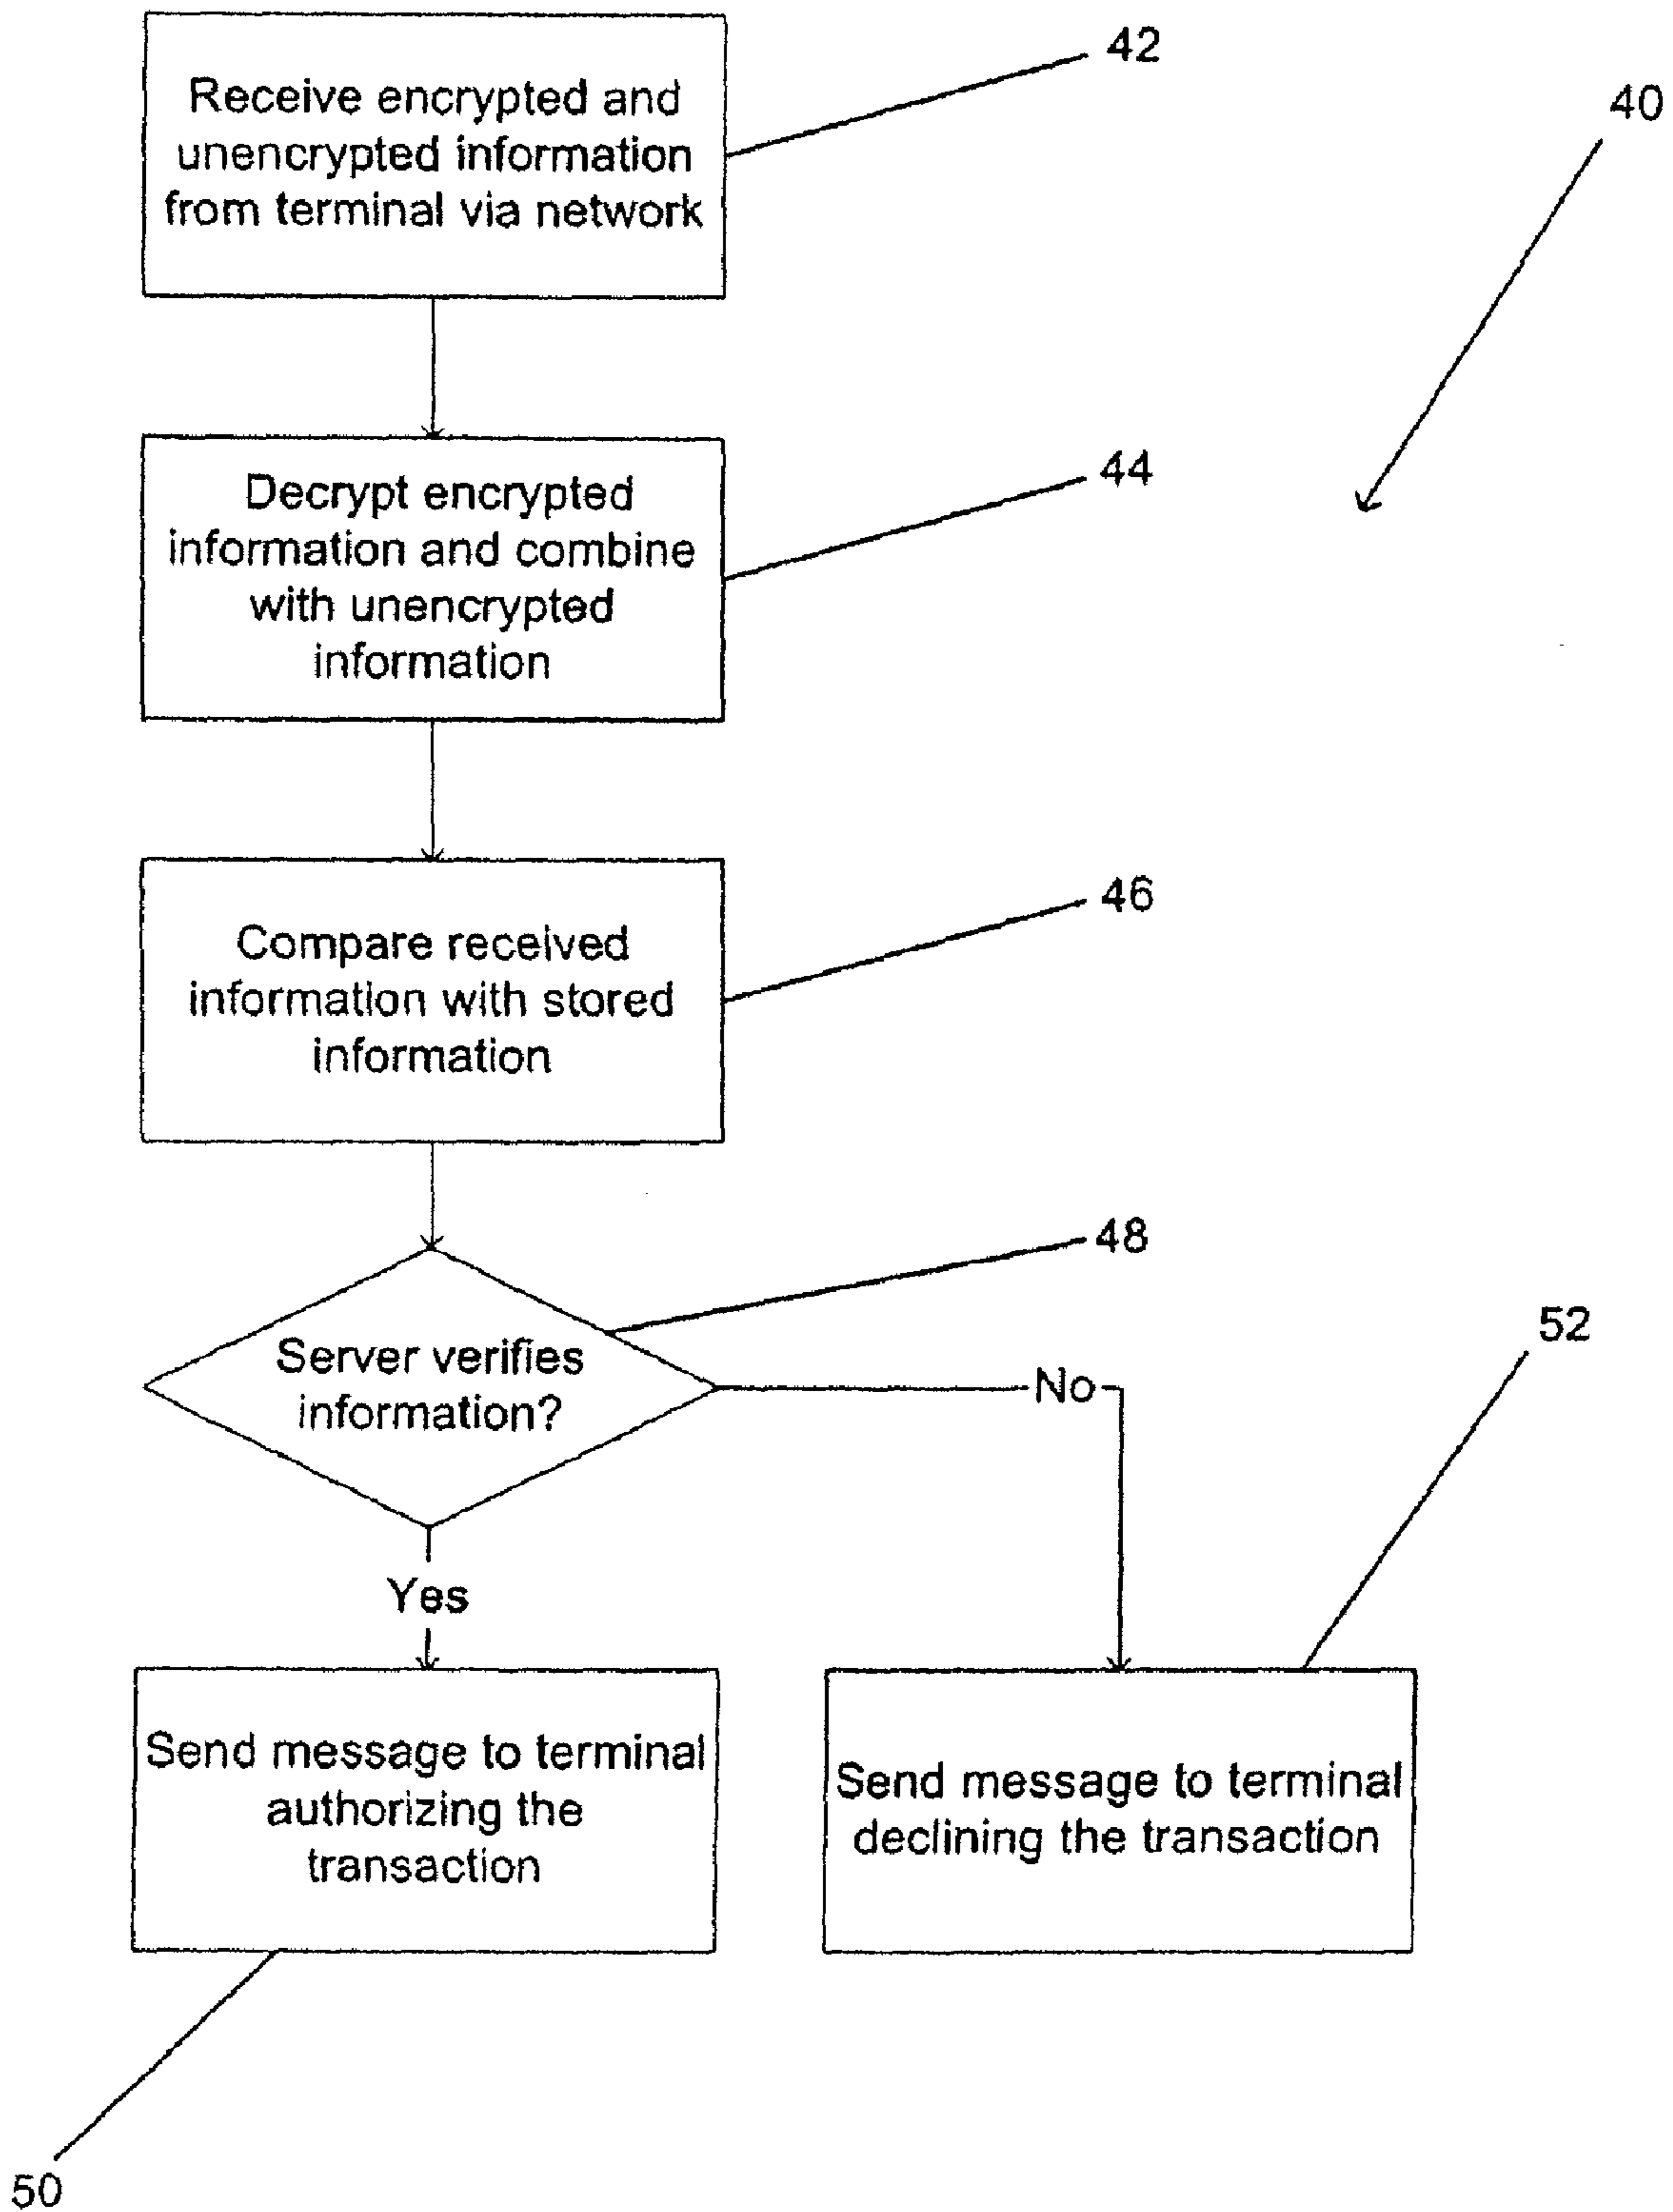 Receive encrypted and
unencrypted information
from terminal via network
42
40
Decrypt encrypted
information and combine
with unencrypted
information
44
Compare received
information with stored
information
46
Server verifies
information?
48
No
52
Yes
Send message to terminal
authorizing the
transaction
Send message to terminal
declining the transaction
50